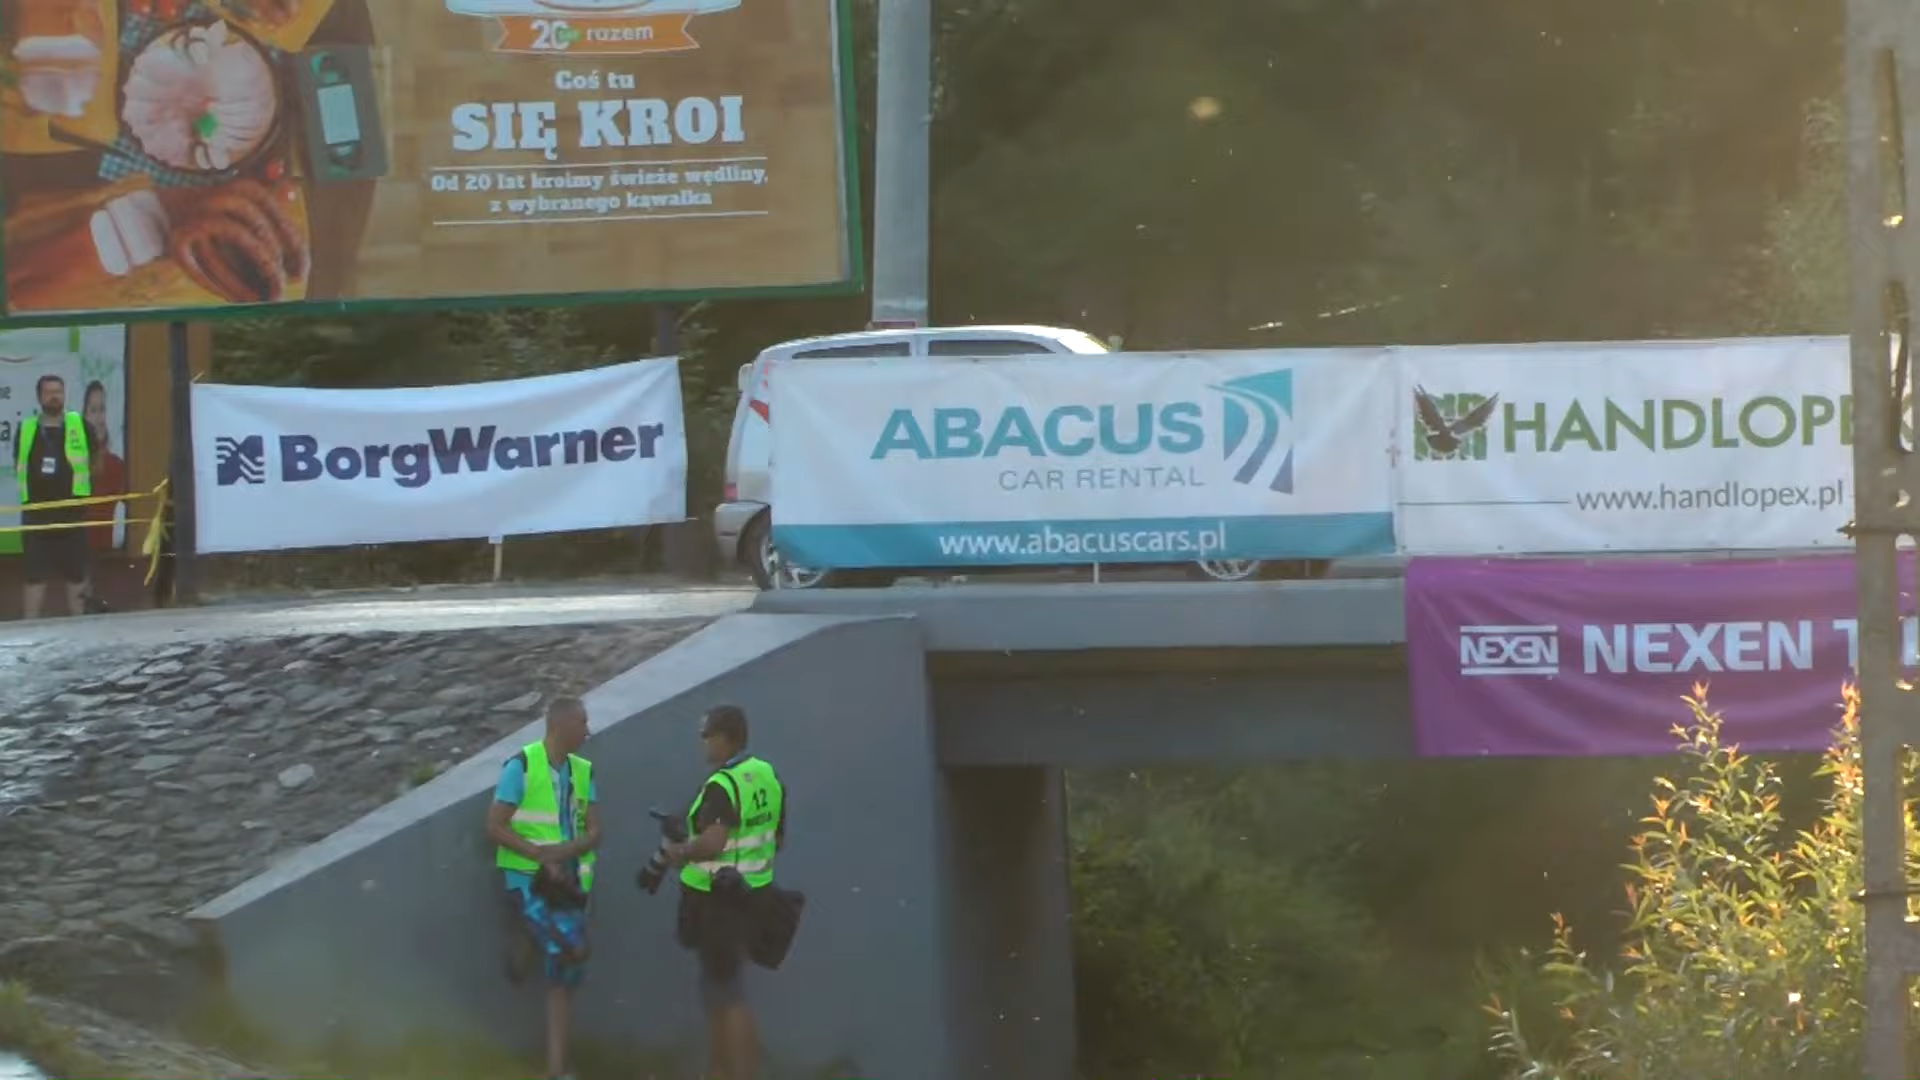 20 lat razem
Coś tu
SIĘ KROI
Od 20 lat kroimy świeże wędliny,
z wybranego kawałka
BorgWarner
ABACUS
CAR RENTAL
www.abacuscars.pl
HANDLOPE
www.handlopex.pl
NEXEN NEXEN T
12